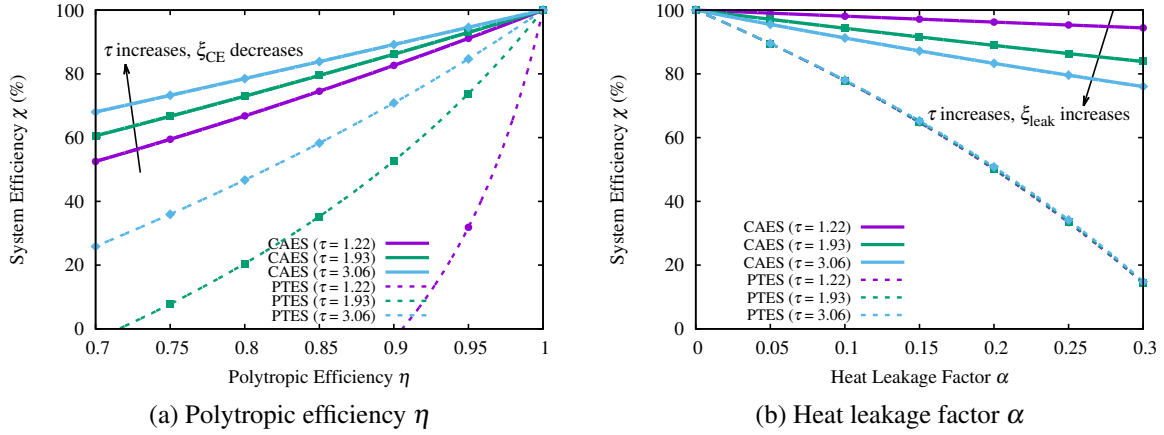 100
80
60
40
20
0
0.7
0.75
0.8
0.85
0.9
0.95
1
System Efficiency χ (%)
Polytropic Efficiency η
τ increases, ξCE decreases
CAES (τ = 1.22)
CAES (τ = 1.93)
CAES (τ = 3.06)
PTES (τ = 1.22)
PTES (τ = 1.93)
PTES (τ = 3.06)
(a) Polytropic efficiency η
100
80
60
40
20
0
0
0.05
0.1
0.15
0.2
0.25
0.3
System Efficiency χ (%)
Heat Leakage Factor α
τ increases, ξleak increases
CAES (τ = 1.22)
CAES (τ = 1.93)
CAES (τ = 3.06)
PTES (τ = 1.22)
PTES (τ = 1.93)
PTES (τ = 3.06)
(b) Heat leakage factor α